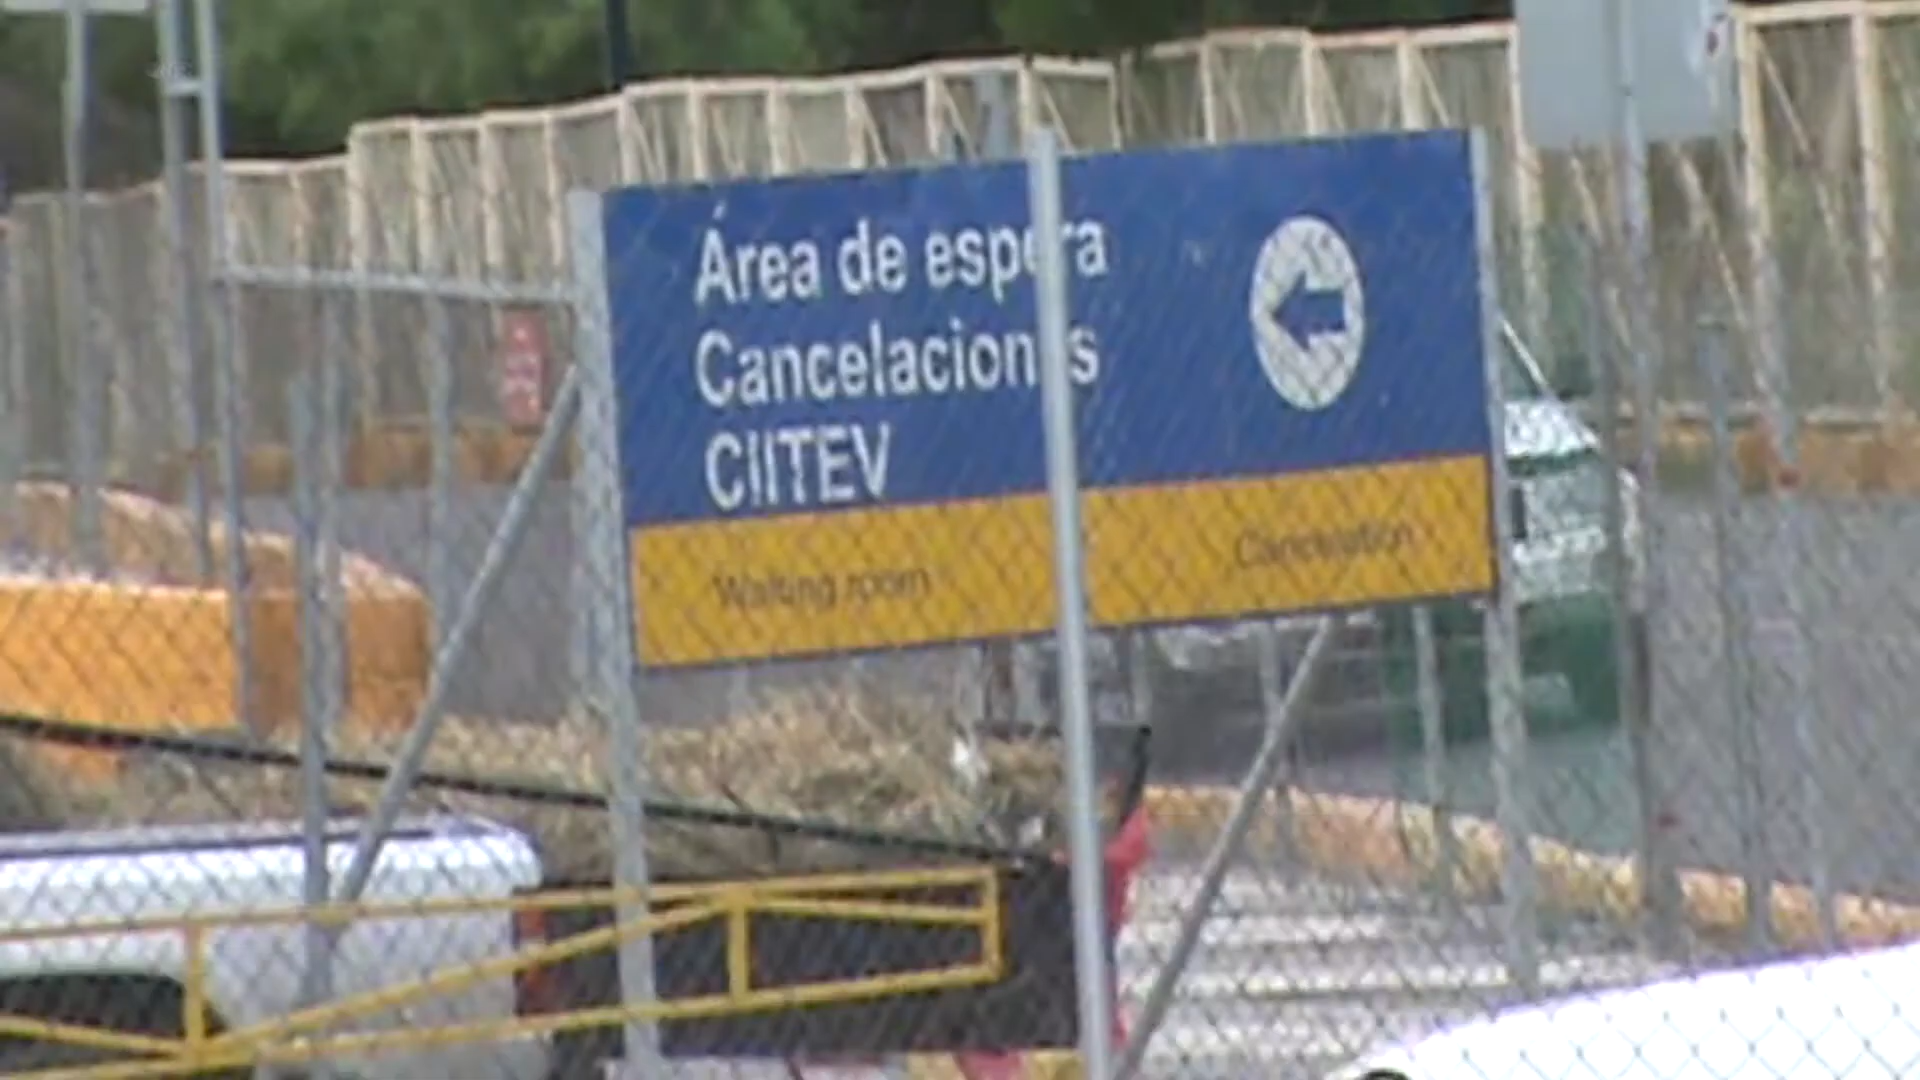 Área de espera
Cancelaciones
CIITEV
Waiting room
Cancelation